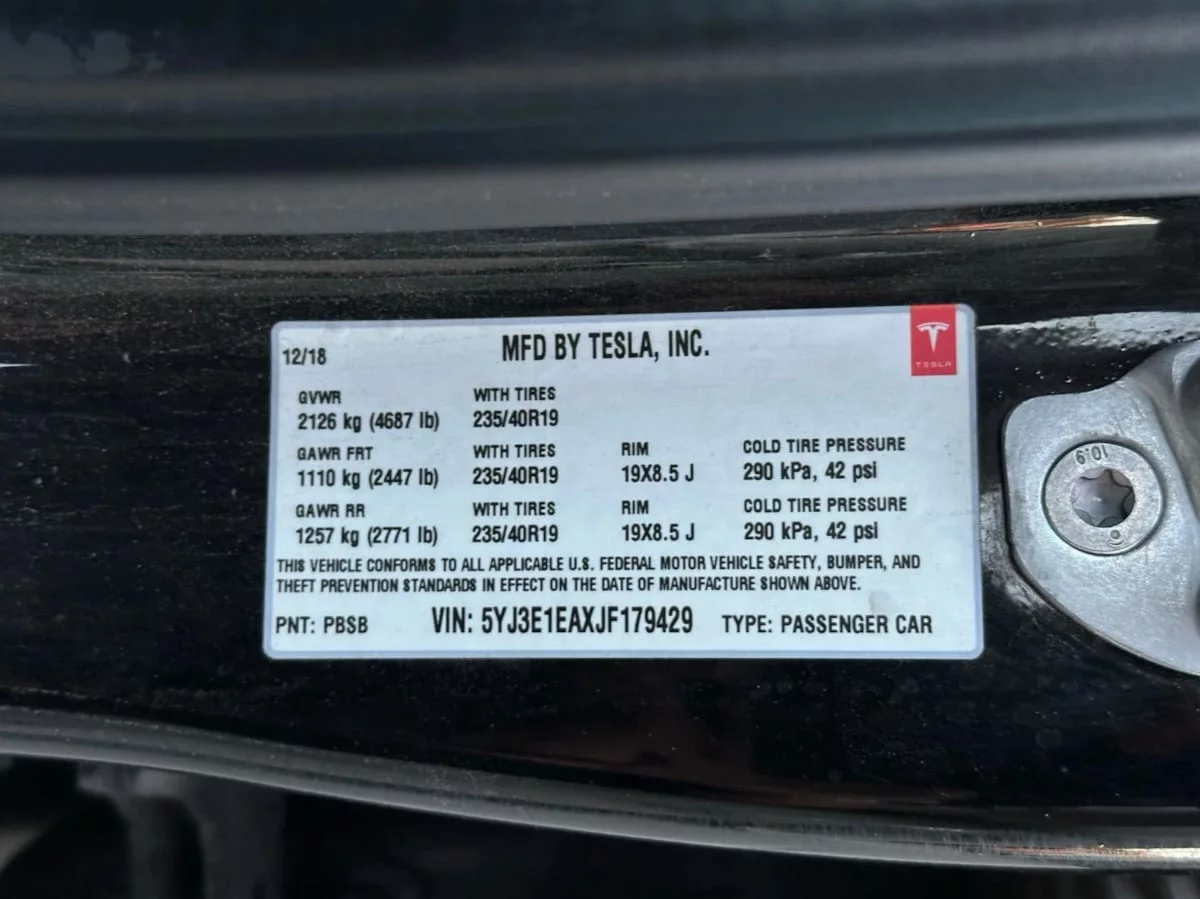 12/18 MFD BY TESLA, INC.
TESLA
GVWR WITH TIRES
2126 kg (4687 lb) 235/40R19
GAWR FRT WITH TIRES RIM COLD TIRE PRESSURE
1110 kg (2447 lb) 235/40R19 19X8.5 J 290 kPa, 42 psi
GAWR RR WITH TIRES RIM COLD TIRE PRESSURE
1257 kg (2771 lb) 235/40R19 19X8.5 J 290 kPa, 42 psi
THIS VEHICLE CONFORMS TO ALL APPLICABLE U.S. FEDERAL MOTOR VEHICLE SAFETY, BUMPER, AND
THEFT PREVENTION STANDARDS IN EFFECT ON THE DATE OF MANUFACTURE SHOWN ABOVE.
PNT: PBSB VIN: 5YJ3E1EAXJF179429 TYPE: PASSENGER CAR
10.9